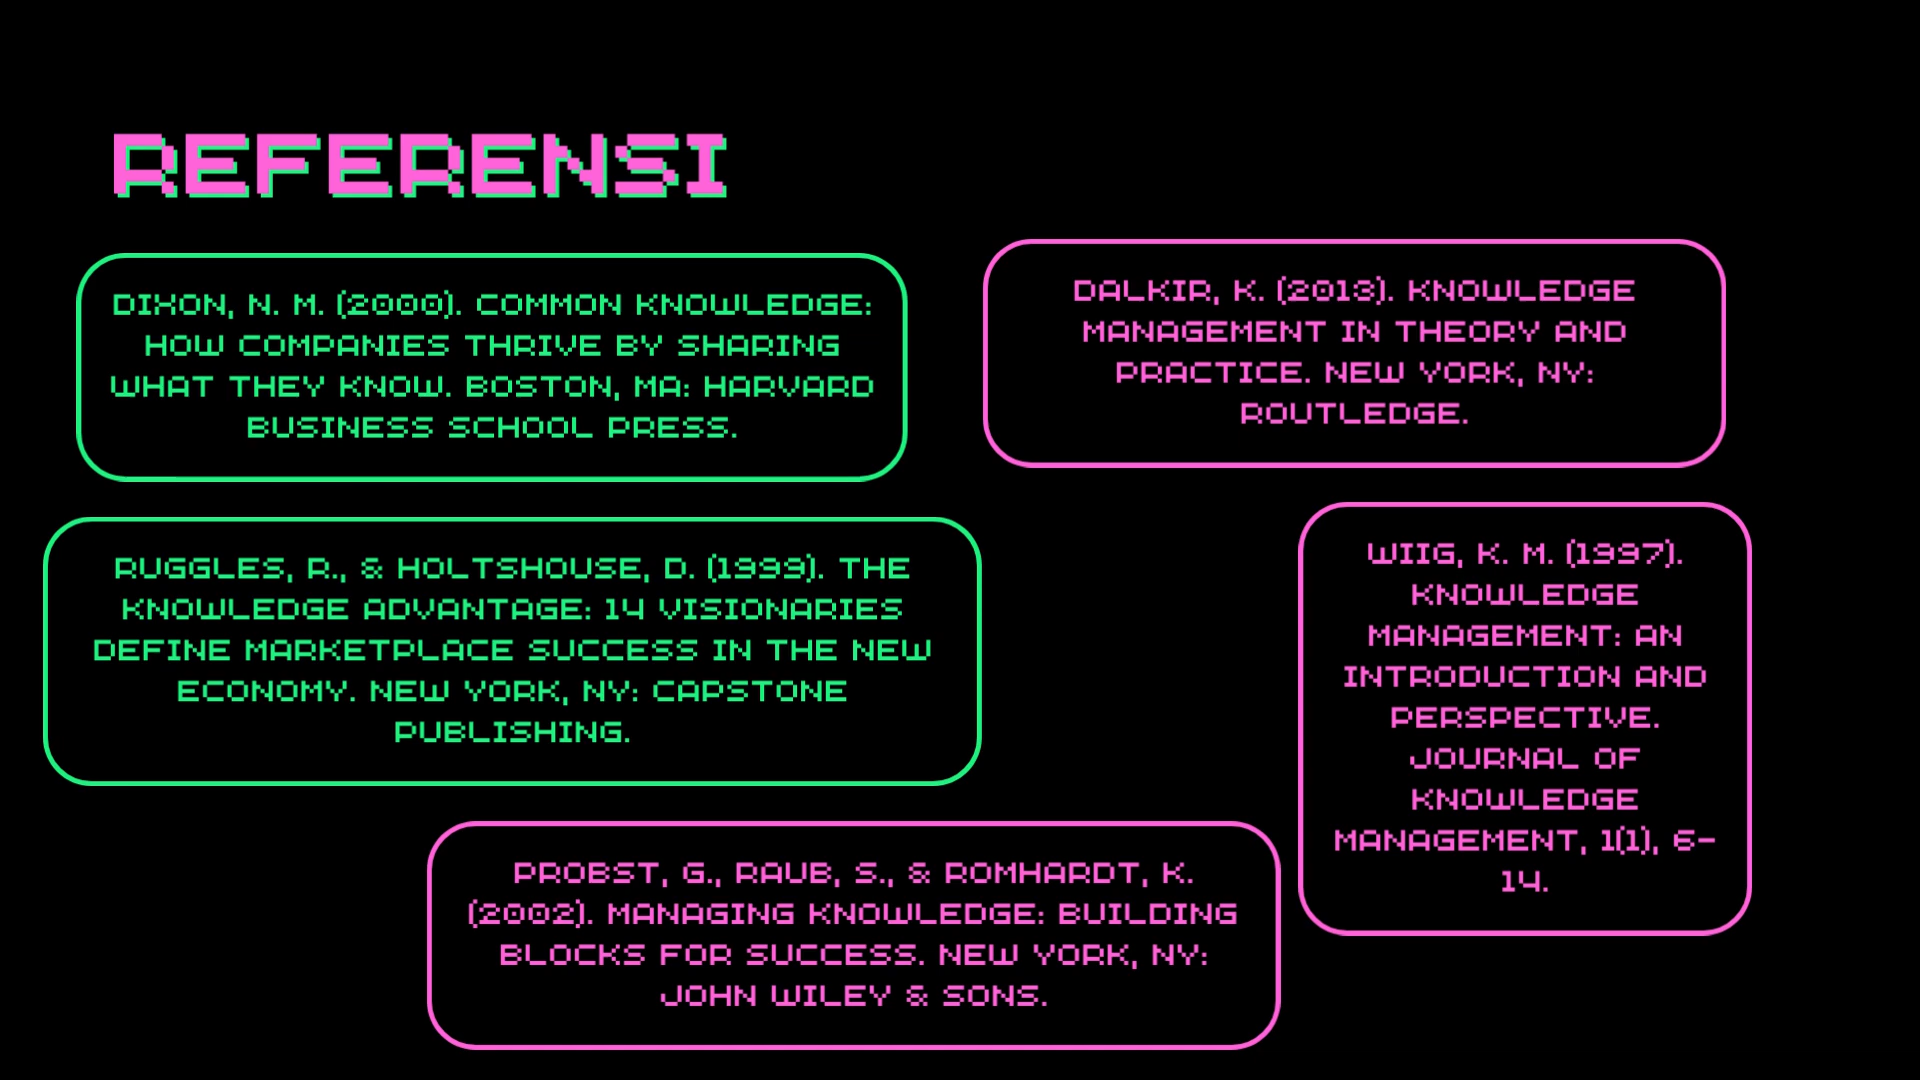 REFERENSI
DIXON, N. M. (2000). COMMON KNOWLEDGE:
HOW COMPANIES THRIVE BY SHARING
WHAT THEY KNOW. BOSTON, MA: HARVARD
BUSINESS SCHOOL PRESS.
DALKIR, K. (2013). KNOWLEDGE
MANAGEMENT IN THEORY AND
PRACTICE. NEW YORK, NY:
ROUTLEDGE.
RUGGLES, R., & HOLTSHOUSE, D. (1999). THE
KNOWLEDGE ADVANTAGE: 14 VISIONARIES
DEFINE MARKETPLACE SUCCESS IN THE NEW
ECONOMY. NEW YORK, NY: CAPSTONE
PUBLISHING.
WIIG, K. M. (1997).
KNOWLEDGE
MANAGEMENT: AN
INTRODUCTION AND
PERSPECTIVE.
JOURNAL OF
KNOWLEDGE
MANAGEMENT, 1(1), 6-
14.
PROBST, G., RAUB, S., & ROMHARDT, K.
(2002). MANAGING KNOWLEDGE: BUILDING
BLOCKS FOR SUCCESS. NEW YORK, NY:
JOHN WILEY & SONS.